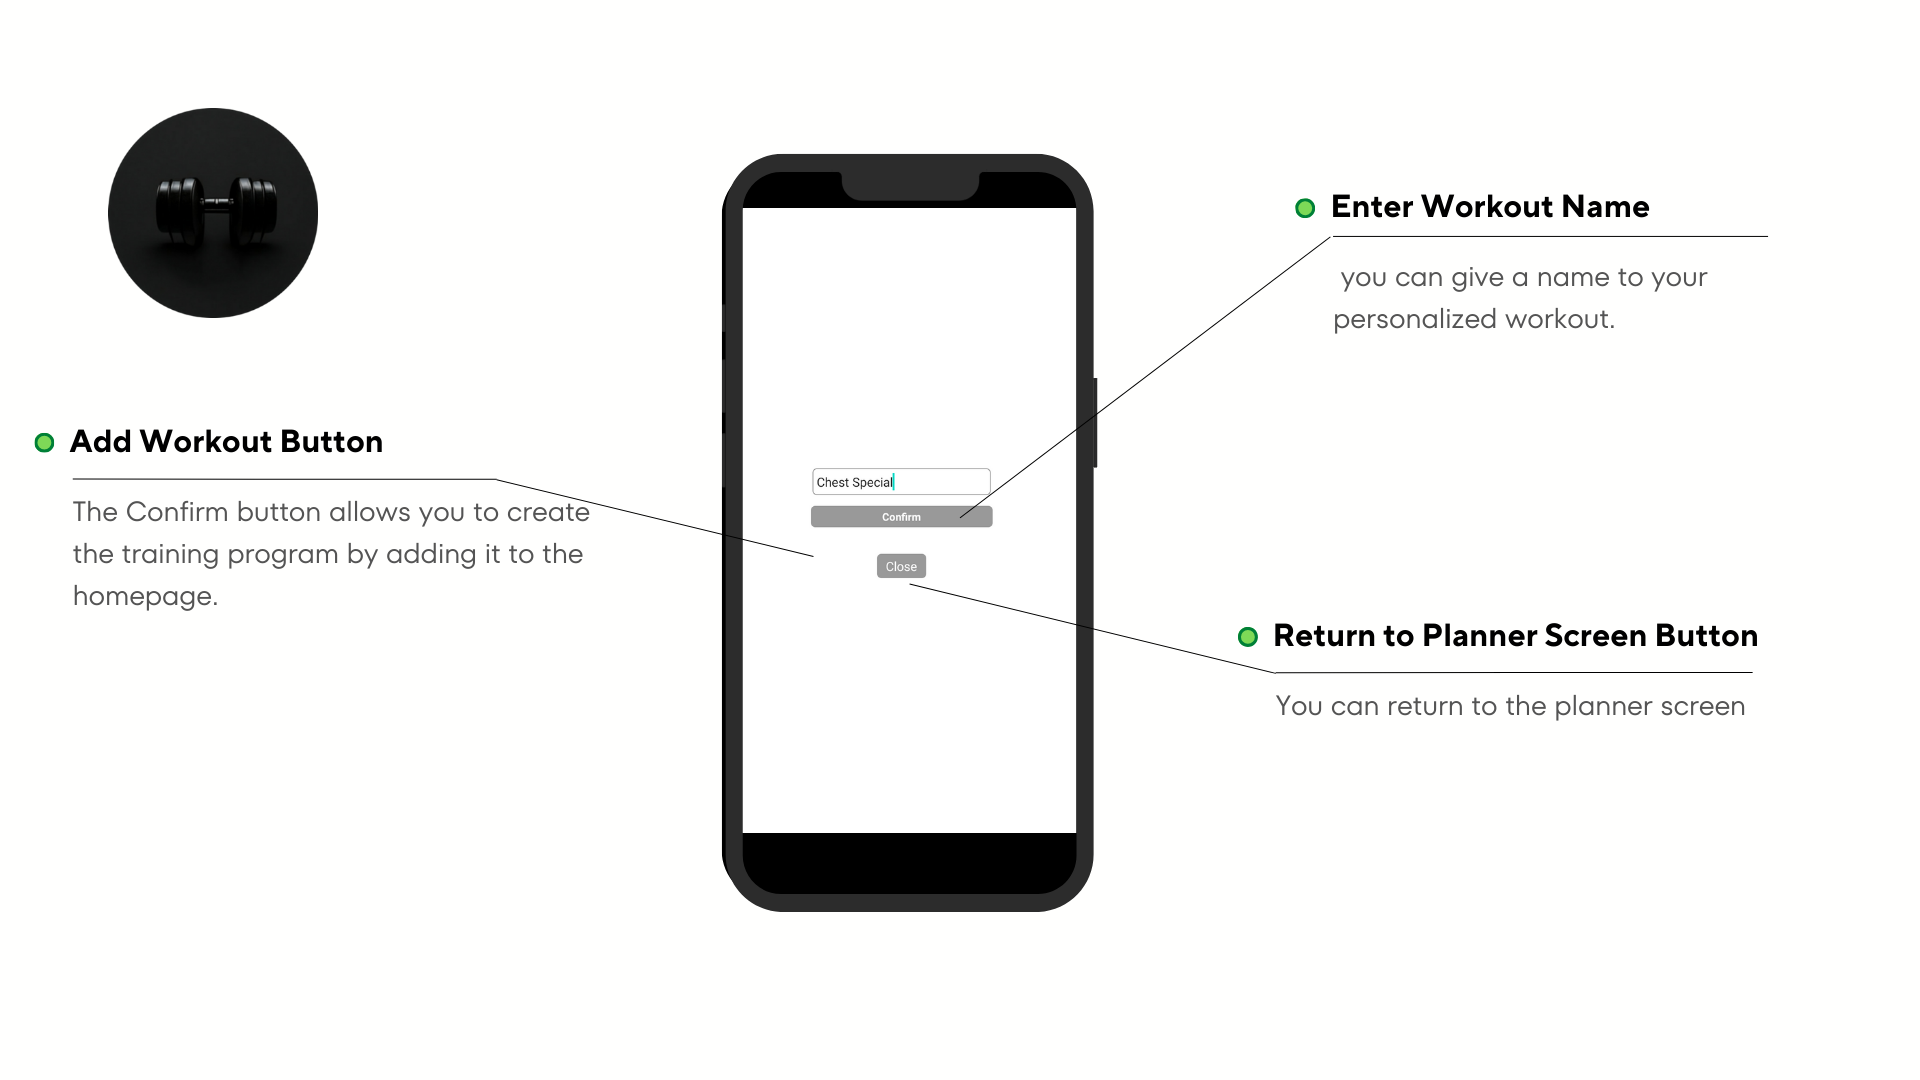 Enter Workout Name
you can give a name to your
personalized workout.
Add Workout Button
The Confirm button allows you to create
the training program by adding it to the
homepage.
Chest Special
Confirm
Close
Return to Planner Screen Button
You can return to the planner screen